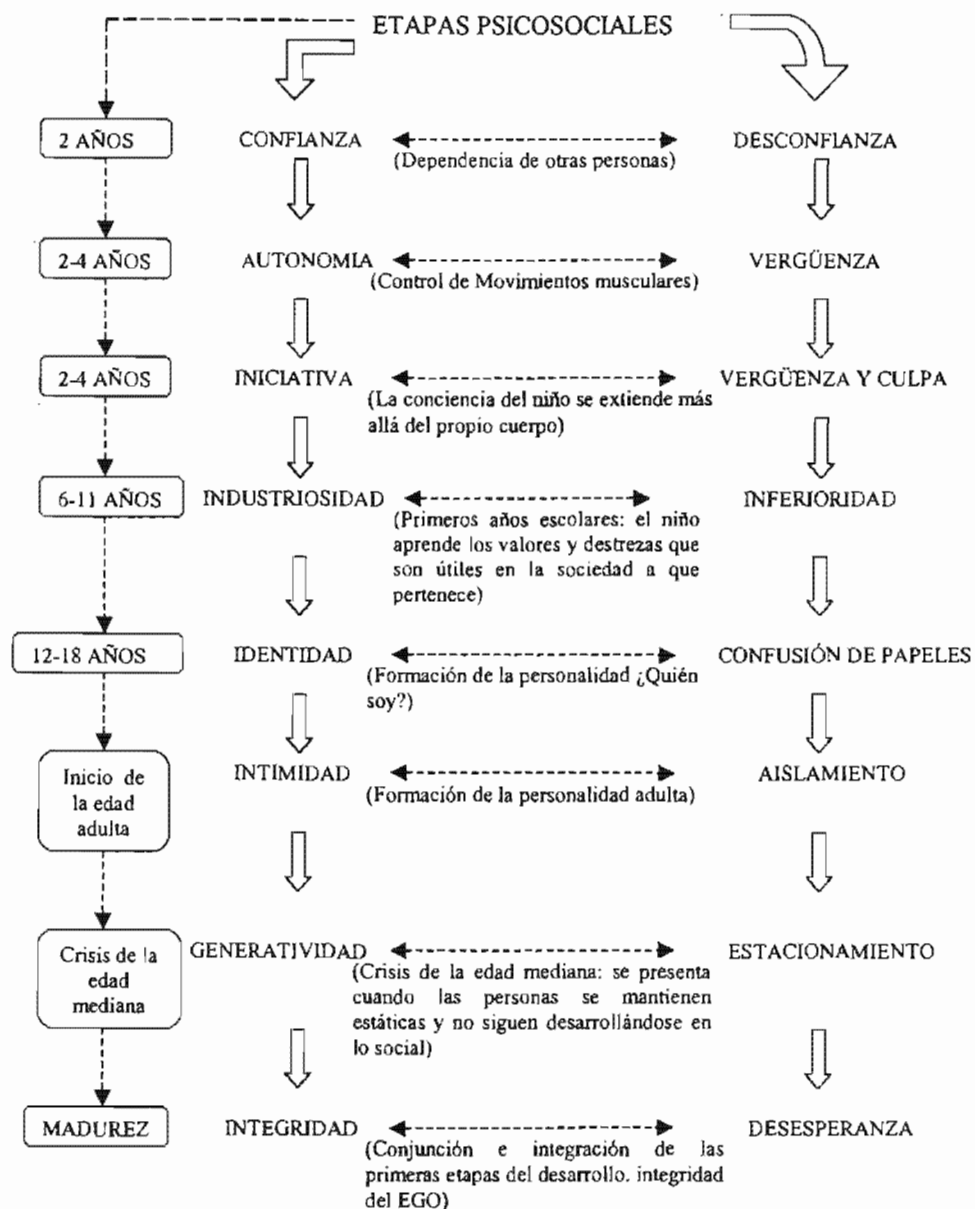 ETAPAS PSICOSOCIALES
2 AÑOS
CONFIANZA
DESCONFIANZA
(Dependencia de otras personas)
2-4 AÑOS
AUTONOMIA
VERGÜENZA
(Control de Movimientos musculares)
2-4 AÑOS
INICIATIVA
VERGÜENZA Y CULPA
(La conciencia del niño se extiende más
allá del propio cuerpo)
6-11 AÑOS
INDUSTRIOSIDAD
INFERIORIDAD
(Primeros años escolares: el niño
aprende los valores y destrezas que
son útiles en la sociedad a que
pertenece)
12-18 AÑOS
IDENTIDAD
CONFUSIÓN DE PAPELES
(Formación de la personalidad ¿Quién
soy?)
Inicio de
la edad
adulta
INTIMIDAD
AISLAMIENTO
(Formación de la personalidad adulta)
Crisis de la
edad
mediana
GENERATIVIDAD
ESTACIONAMIENTO
(Crisis de la edad mediana: se presenta
cuando las personas se mantienen
estáticas y no siguen desarrollándose en
lo social)
MADUREZ
INTEGRIDAD
DESESPERANZA
(Conjunción e integración de las
primeras etapas del desarrollo. integridad
del EGO)